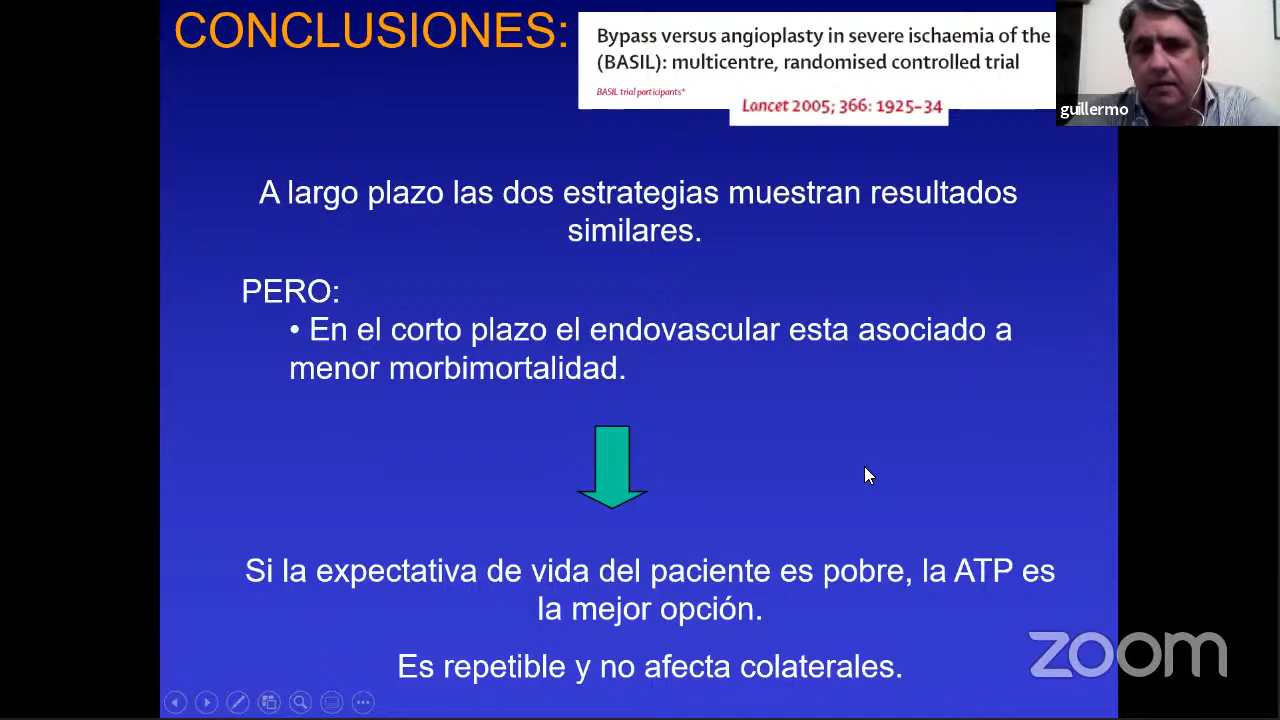 CONCLUSIONES:
Bypass versus angioplasty in severe ischaemia of the
(BASIL): multicentre, randomised controlled trial
BASIL trial participants*
Lancet 2005; 366: 1925–34
guillermo
A largo plazo las dos estrategias muestran resultados
similares.
PERO:
• En el corto plazo el endovascular esta asociado a
menor morbimortalidad.
Si la expectativa de vida del paciente es pobre, la ATP es
la mejor opción.
Es repetible y no afecta colaterales.
zoom